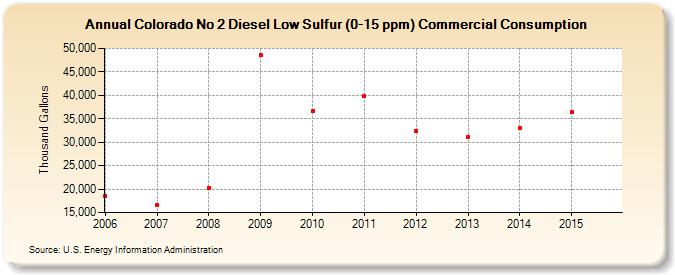 Annual Colorado No 2 Diesel Low Sulfur (0-15 ppm) Commercial Consumption
Thousand Gallons
50,000
45,000
40,000
35,000
30,000
25,000
20,000
15,000
2006 2007 2008 2009 2010 2011 2012 2013 2014 2015
Source: U.S. Energy Information Administration